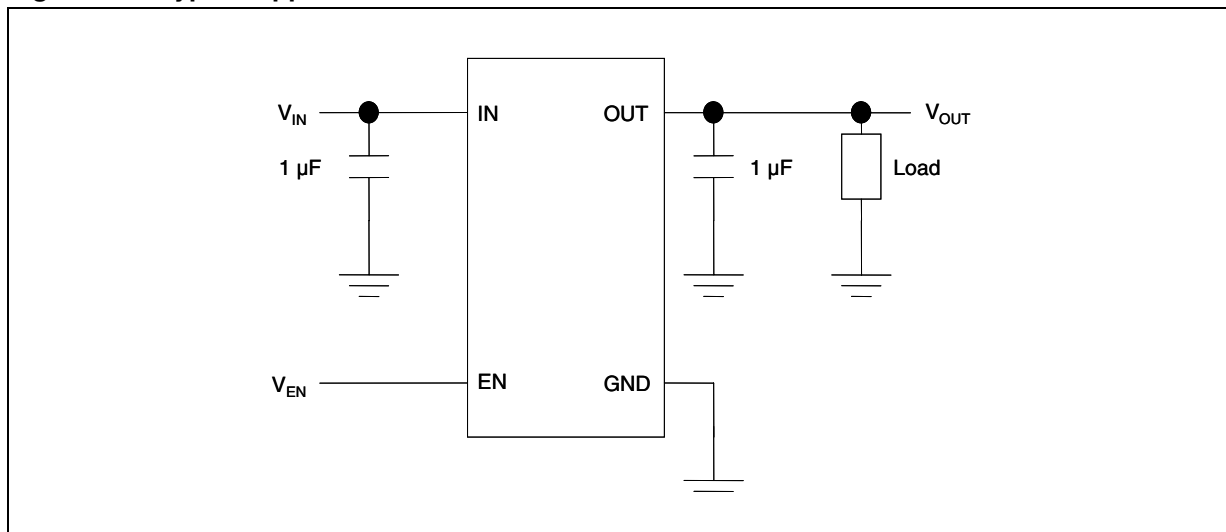 V_IN
IN
OUT
V_OUT
1 µF
1 µF
Load
V_EN
EN
GND